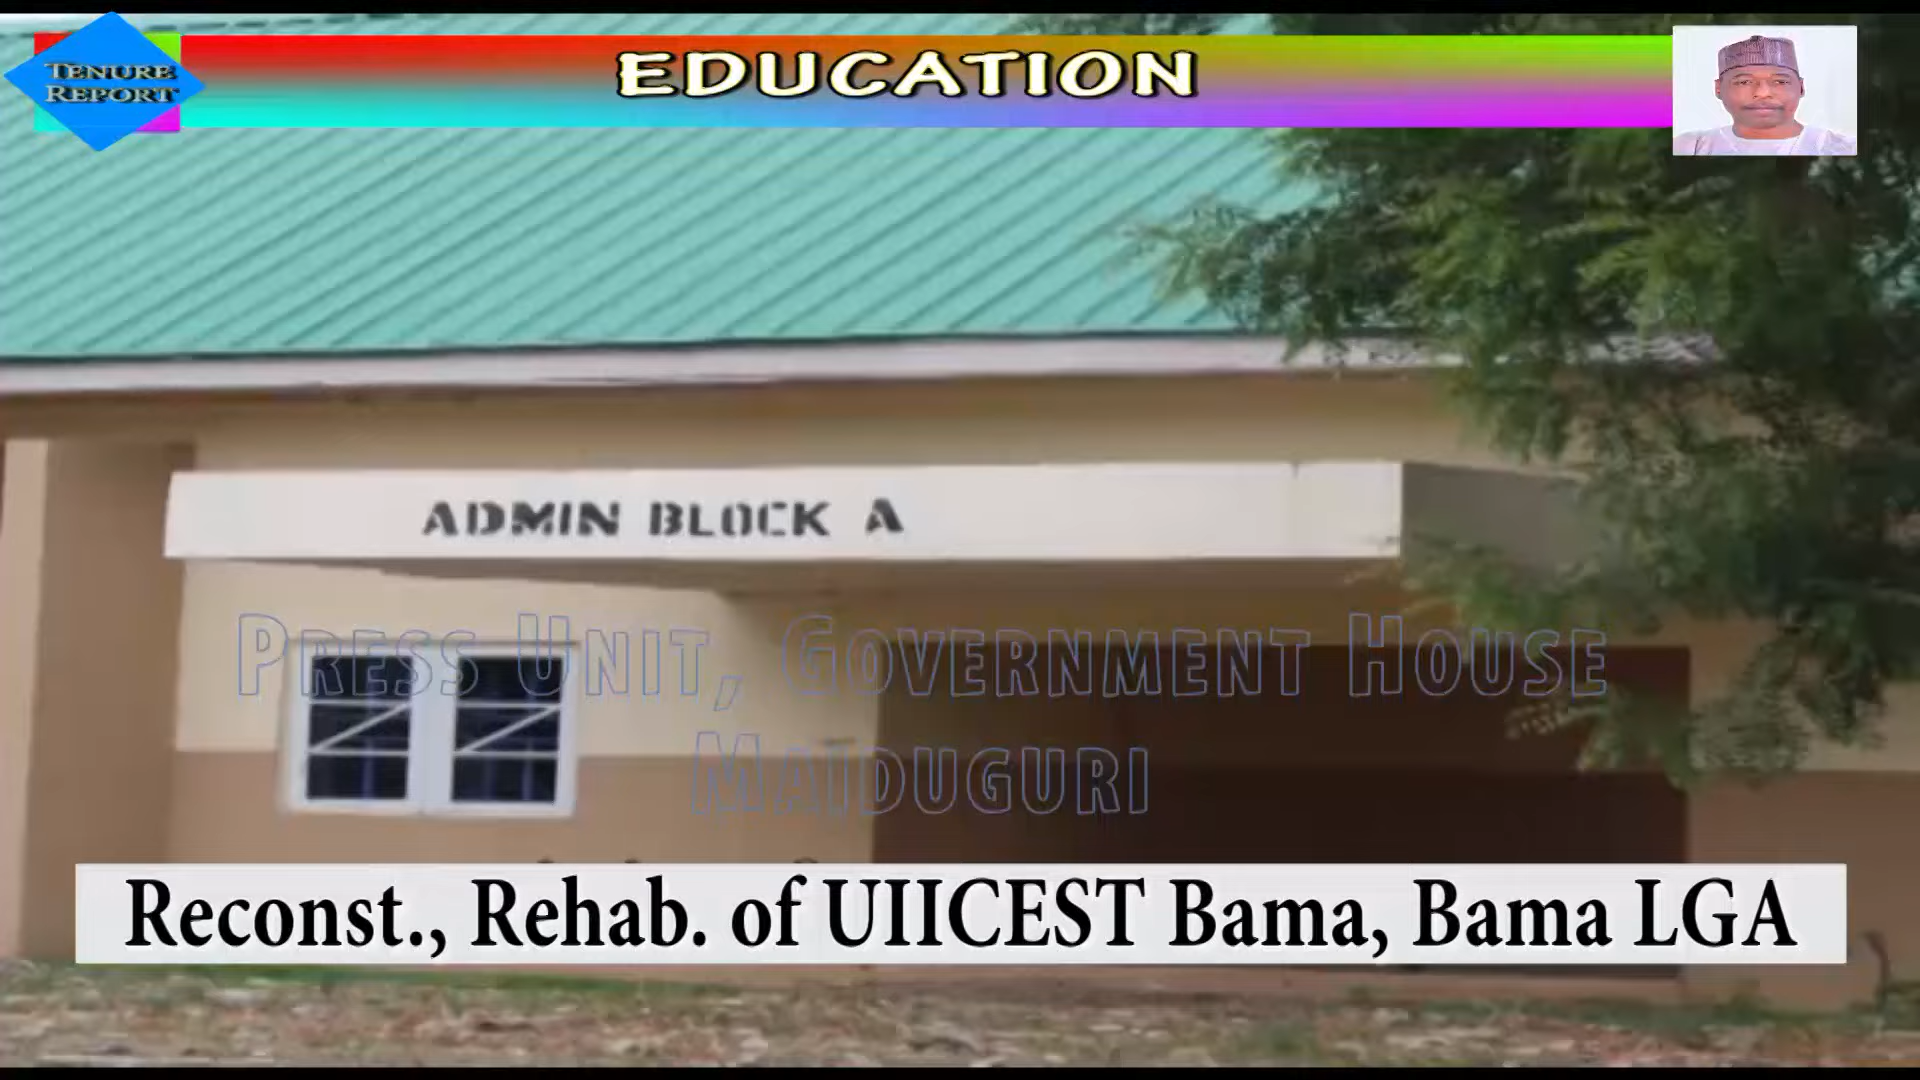 TENURE
REPORT
EDUCATION
ADMIN BLOCK A
PRESS UNIT, GOVERNMENT HOUSE
MAIDUGURI
Reconst., Rehab. of UIICEST Bama, Bama LGA